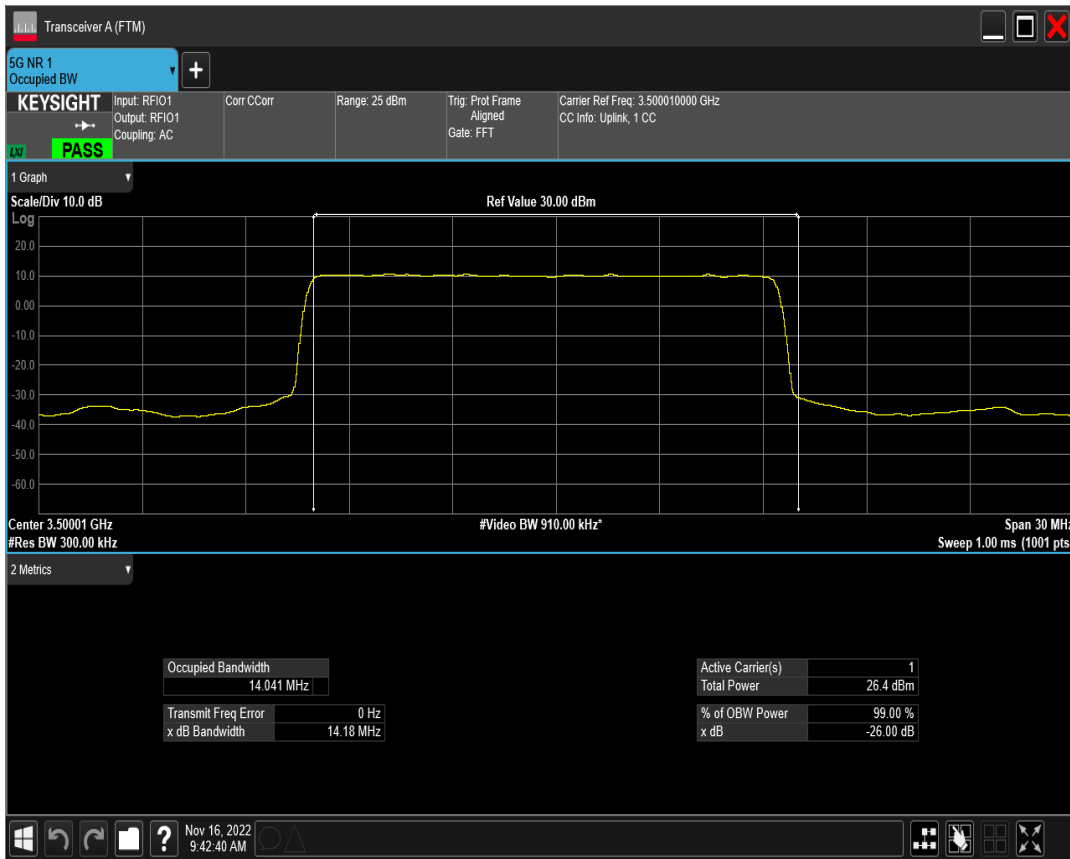 Transceiver A (FTM)
5G NR 1
Occupied BW
+
KEYSIGHT
PASS
LXI
Input: RFIO1
Output: RFIO1
Coupling: AC
Corr CCorr
Range: 25 dBm
Trig: Prot Frame
Aligned
Gate: FFT
Carrier Ref Freq: 3.500010000 GHz
CC Info: Uplink, 1 CC
1 Graph
Scale/Div 10.0 dB
Ref Value 30.00 dBm
Log
20.0
10.0
0.00
-10.0
-20.0
-30.0
-40.0
-50.0
-60.0
Center 3.50001 GHz
#Video BW 910.00 kHz*
Span 30 MHz
#Res BW 300.00 kHz
Sweep 1.00 ms (1001 pts
2 Metrics
Occupied Bandwidth
14.041 MHz
Transmit Freq Error 0 Hz
x dB Bandwidth 14.18 MHz
Active Carrier(s) 1
Total Power 26.4 dBm
% of OBW Power 99.00 %
x dB -26.00 dB
?
Nov 16, 2022
9:42:40 AM